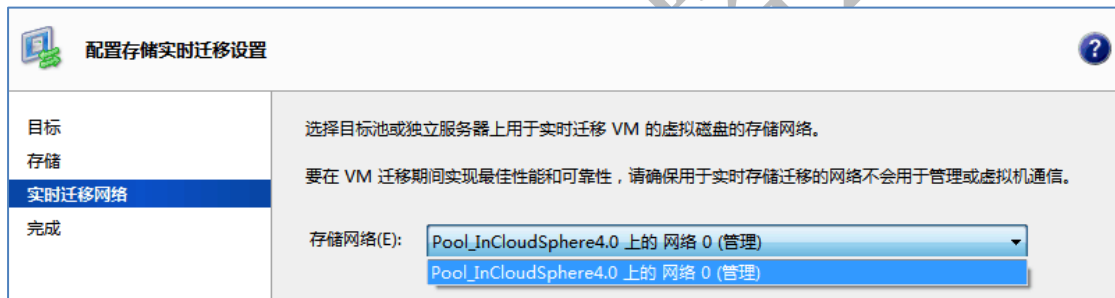 配置存储实时迁移设置
?
目标
存储
实时迁移网络
完成
选择目标池或独立服务器上用于实时迁移 VM 的虚拟磁盘的存储网络。
要在 VM 迁移期间实现最佳性能和可靠性，请确保用于实时存储迁移的网络不会用于管理或虚拟机通信。
存储网络(E): Pool_InCloudSphere4.0 上的 网络 0 (管理)
Pool_InCloudSphere4.0 上的 网络 0 (管理)